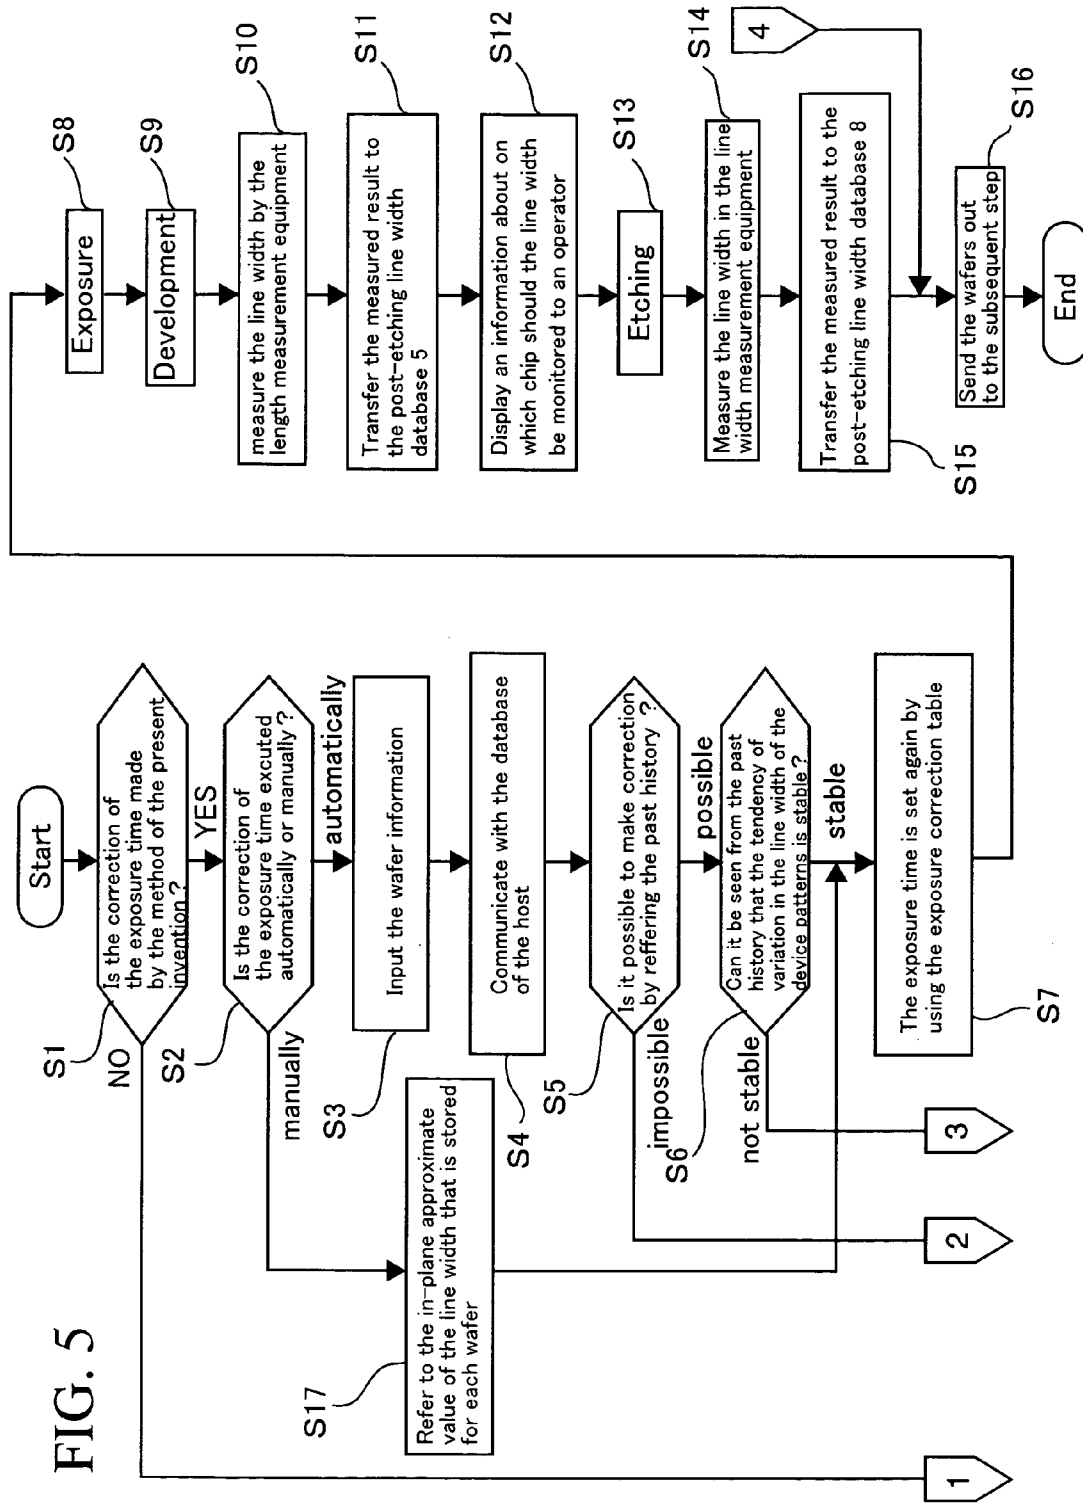 FIG. 5
Start
S1
Is the correction of
the exposure time made
by the method of the present
invention?
NO
YES
S2
Is the correction of
the exposure time excuted
automatically or manually?
manually
automatically
S3
Input the wafer information
S17
Refer to the in-plane approximate
value of the line width that is stored
for each wafer
S4
Communicate with the database
of the host
S5
Is it possible to make correction
by reffering the past history ?
impossible
possible
S6
Can it be seen from the past
history that the tendency of
variation in the line width of the
device patterns is stable?
not stable
stable
S7
The exposure time is set again by
using the exposure correction table
1
2
3
Exposure
S8
Development
S9
measure the line width by the
length measurement equipment
S10
Transfer the measured result to
the post-etching line width
database 5
S11
Display an information about on
which chip should the line width
be monitored to an operator
S12
Etching
S13
Measure the line width in the line
width measurement equipment
S14
Transfer the measured result to the
post-etching line width database 8
S15
4
Send the wafers out
to the subsequent step
S16
End